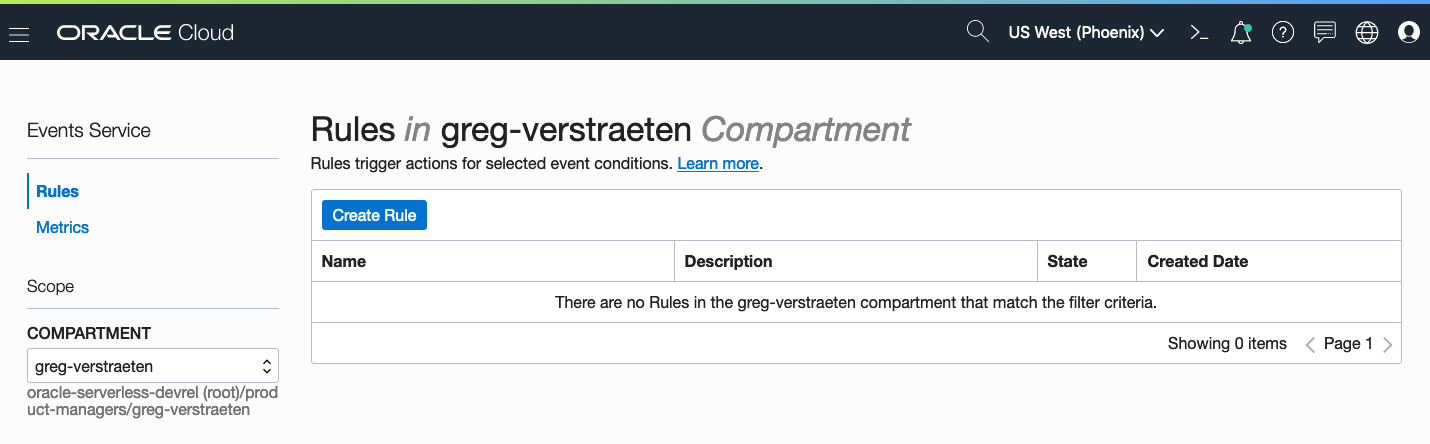 ORACLE Cloud
US West (Phoenix)
Events Service
Rules
Metrics
Scope
COMPARTMENT
greg-verstraeten
oracle-serverless-devrel (root)/prod
uct-managers/greg-verstraeten
Rules in greg-verstraeten Compartment
Rules trigger actions for selected event conditions. Learn more.
Create Rule
Name Description State Created Date
There are no Rules in the greg-verstraeten compartment that match the filter criteria.
Showing 0 items Page 1